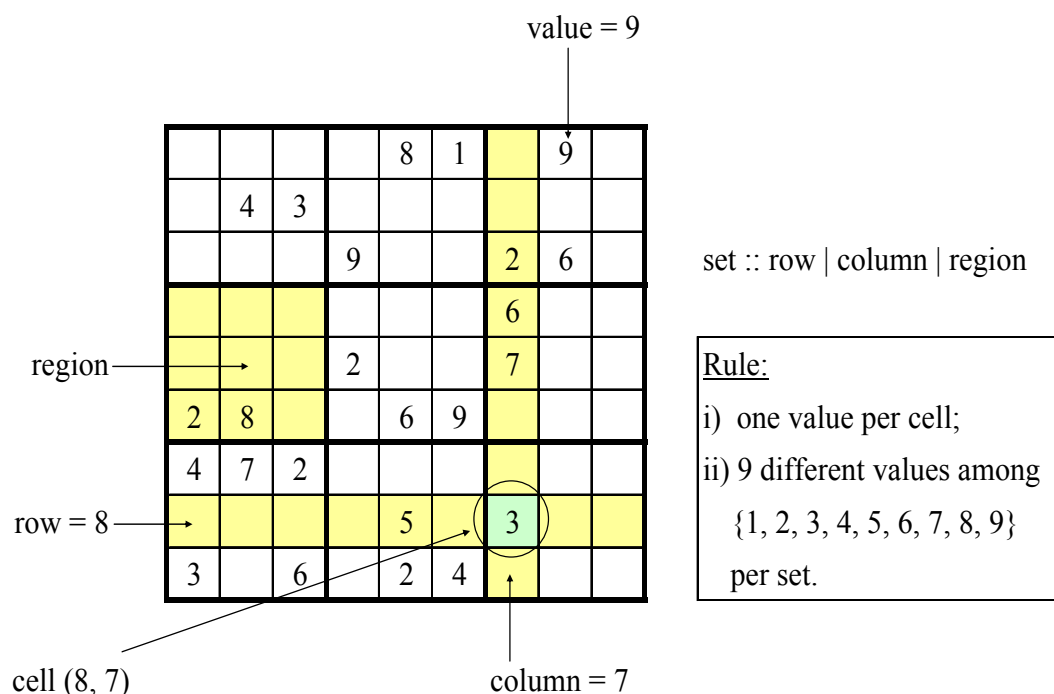 value = 9
8 1 9
4 3
9 2 6
set :: row | column | region
6
region
2 7
Rule:
i) one value per cell;
2 8 6 9
ii) 9 different values among
4 7 2
{1, 2, 3, 4, 5, 6, 7, 8, 9}
row = 8
5 3
per set.
3 6 2 4
cell (8, 7)
column = 7